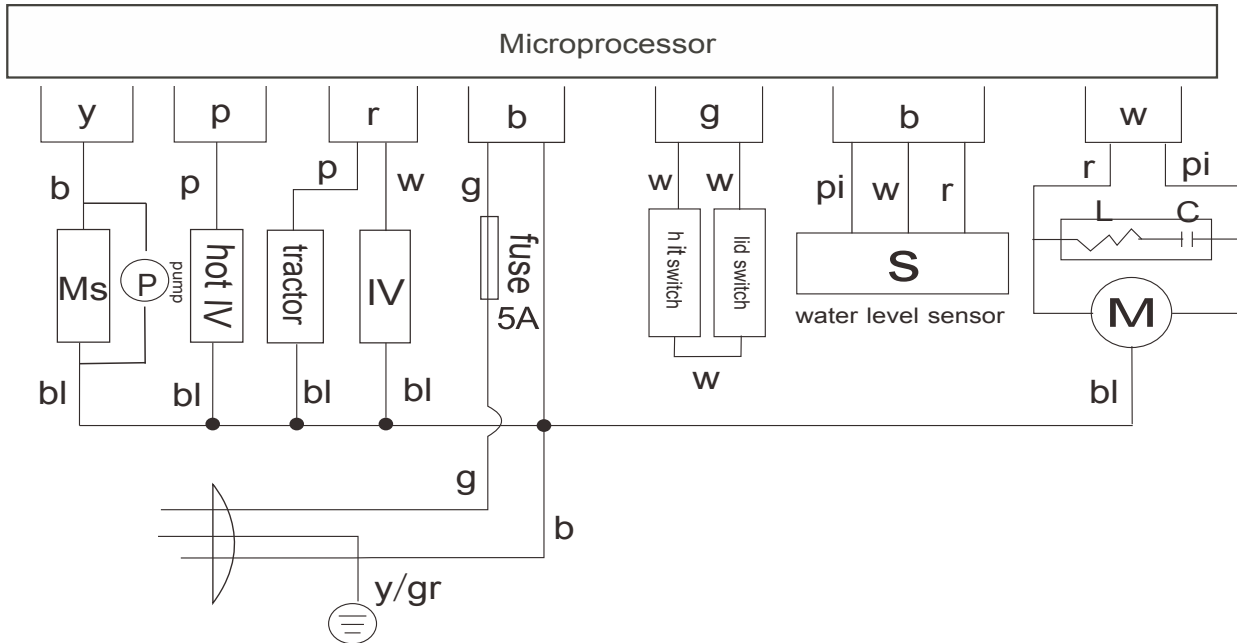 Microprocessor
y
p
r
b
g
b
w
b
p
p
w
g
w
w
pi
w
r
r
pi
L
C
Ms
P
pump
hot IV
tractor
IV
fuse
5A
h it switch
lid switch
S
water level sensor
M
w
bl
bl
bl
bl
bl
g
b
y/gr